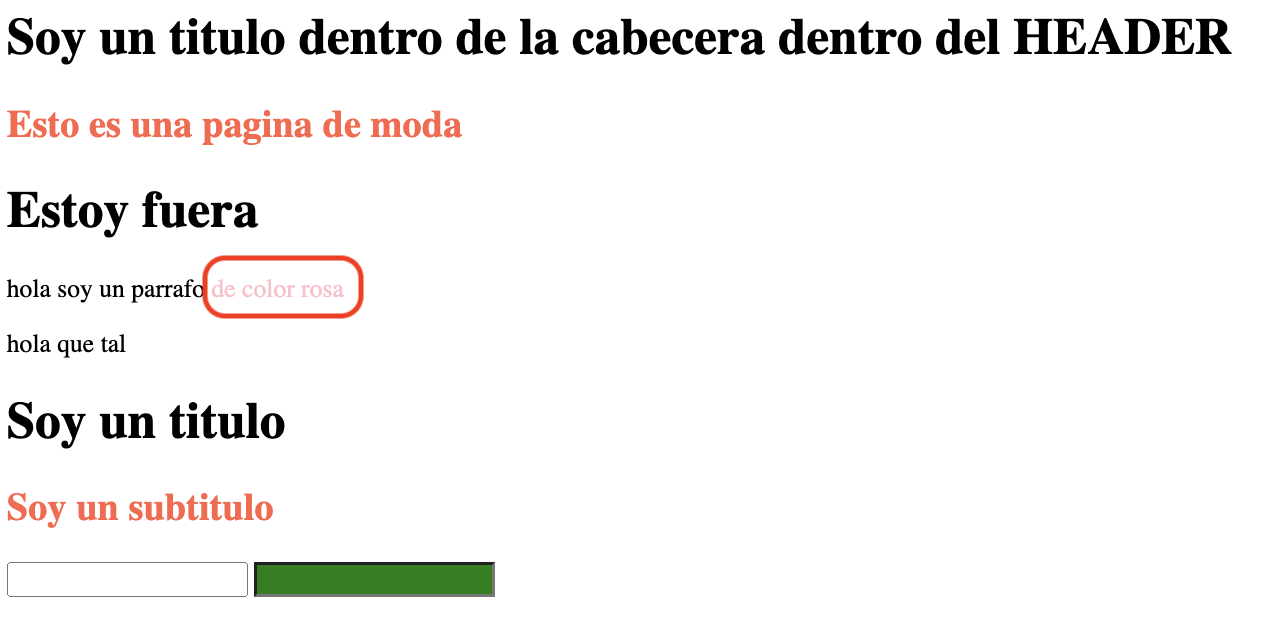 Soy un titulo dentro de la cabecera dentro del HEADER
Esto es una pagina de moda
Estoy fuera
hola soy un parrafo de color rosa
hola que tal
Soy un titulo
Soy un subtitulo